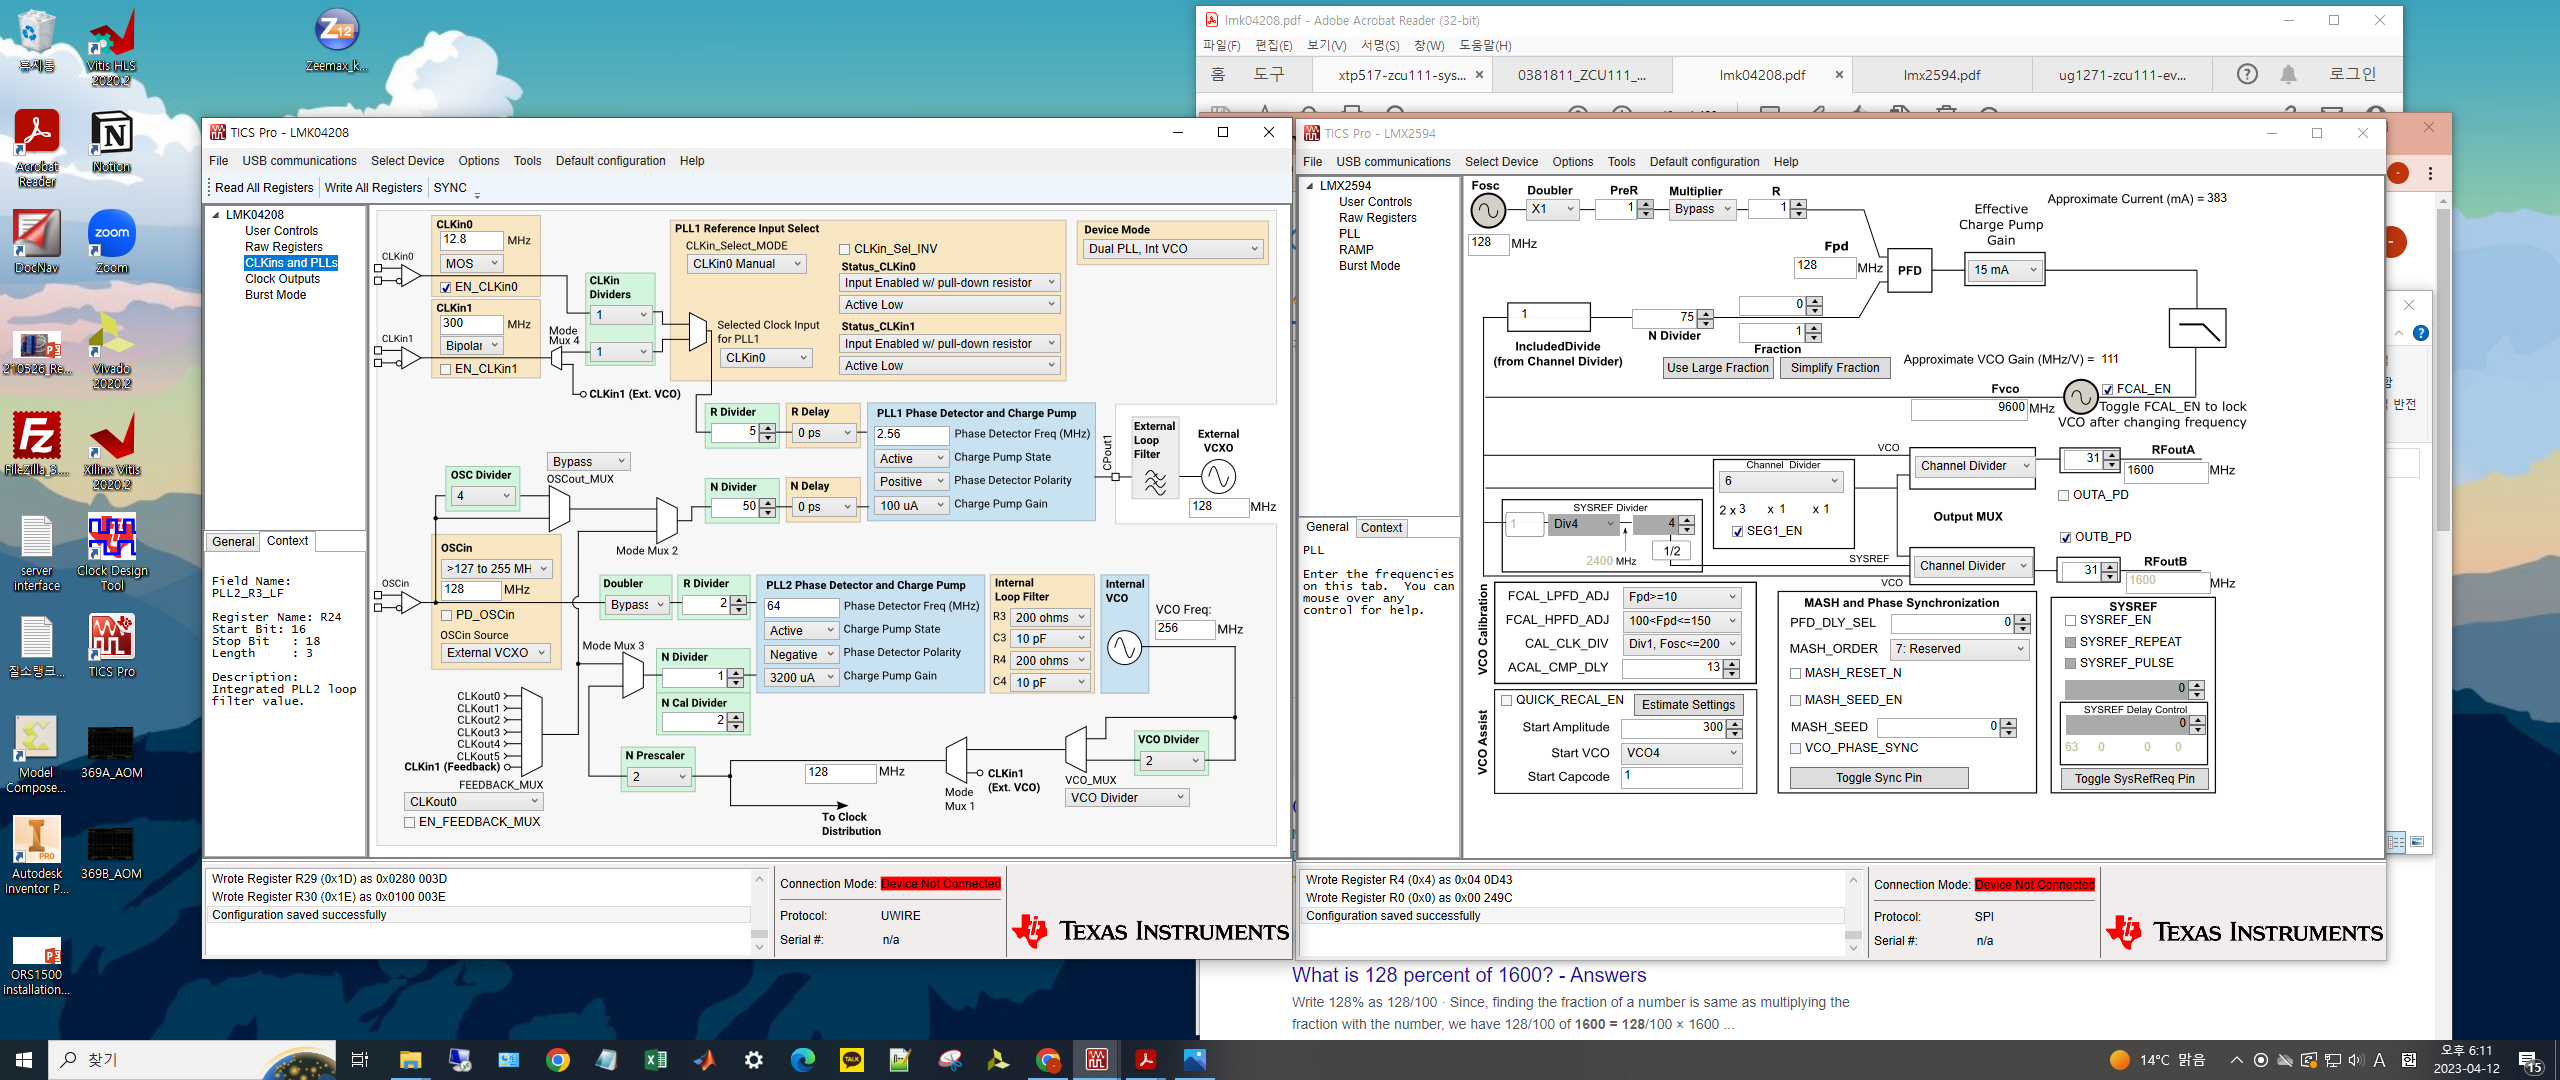 휴지통
Vitis HLS
2020.2
Zeemax_k...
Acrobat
Reader
Notion
DocNav
Zoom
210526_Re...
Vivado
2020.2
FileZilla_3....
Xilinx Vitis
2020.2
server
interface
Clock Design
Tool
질소탱크...
TICS Pro
Model
Compose...
369A_AOM
Autodesk
Inventor P...
369B_AOM
ORS1500
installation...
lmk04208.pdf - Adobe Acrobat Reader (32-bit)
파일(F) 편집(E) 보기(V) 서명(S) 창(W) 도움말(H)
홈 도구 xtp517-zcu111-sys... 0381811_ZCU111_... lmk04208.pdf lmx2594.pdf ug1271-zcu111-ev... 로그인
TICS Pro - LMK04208
File USB communications Select Device Options Tools Default configuration Help
Read All Registers Write All Registers SYNC
LMK04208
User Controls
Raw Registers
CLKins and PLLs
Clock Outputs
Burst Mode
General Context
Field Name:
PLL2_R3_LF
Register Name: R24
Start Bit: 16
Stop Bit : 18
Length : 3
Description:
Integrated PLL2 loop
filter value.
CLKin0
CLKin0
12.8 MHz
MOS
EN_CLKin0
CLKin1
CLKin1
300 MHz
Bipolar
EN_CLKin1
CLKin
Dividers
1
1
Mode
Mux 4
CLKin1 (Ext. VCO)
PLL1 Reference Input Select
CLKin_Select_MODE
CLKin0 Manual
CLKin_Sel_INV
Status_CLKin0
Input Enabled w/ pull-down resistor
Active Low
Status_CLKin1
Input Enabled w/ pull-down resistor
Active Low
Selected Clock Input
for PLL1
CLKin0
Device Mode
Dual PLL, Int VCO
R Divider
5
R Delay
0 ps
PLL1 Phase Detector and Charge Pump
2.56 Phase Detector Freq (MHz)
Active Charge Pump State
Positive Phase Detector Polarity
100 uA Charge Pump Gain
CPout1
External
Loop
Filter
External
VCXO
128 MHz
OSC Divider
4
Bypass
OSCout_MUX
Mode Mux 2
N Divider
50
N Delay
0 ps
OSCin
OSCin
>127 to 255 MH
128 MHz
PD_OSCin
OSCin Source
External VCXO
Doubler
Bypass
R Divider
2
PLL2 Phase Detector and Charge Pump
64 Phase Detector Freq (MHz)
Active Charge Pump State
Negative Phase Detector Polarity
3200 uA Charge Pump Gain
Internal
Loop Filter
R3 200 ohms
C3 10 pF
R4 200 ohms
C4 10 pF
Internal
VCO
VCO Freq:
256 MHz
Mode Mux 3
N Divider
1
N Cal Divider
2
CLKout0
CLKout1
CLKout2
CLKout3
CLKout4
CLKout5
CLKin1 (Feedback)
FEEDBACK_MUX
CLKout0
EN_FEEDBACK_MUX
N Prescaler
2
128 MHz
To Clock
Distribution
Mode
Mux 1
CLKin1
(Ext. VCO)
VCO_MUX
VCO Divider
VCO DIvider
2
Wrote Register R29 (0x1D) as 0x0280 003D
Wrote Register R30 (0x1E) as 0x0100 003E
Configuration saved successfully
Connection Mode: Device Not Connected
Protocol: UWIRE
Serial #: n/a
TEXAS INSTRUMENTS
TICS Pro - LMX2594
File USB communications Select Device Options Tools Default configuration Help
LMX2594
User Controls
Raw Registers
PLL
RAMP
Burst Mode
General Context
PLL
Enter the frequencies
on this tab. You can
mouse over any
control for help.
Fosc
128 MHz
Doubler
X1
PreR
1
Multiplier
Bypass
R
1
Approximate Current (mA) = 383
Effective
Charge Pump
Gain
15 mA
Fpd
128 MHz
PFD
1
IncludedDivide
(from Channel Divider)
75
N Divider
0
1
Fraction
Use Large Fraction Simplify Fraction
Approximate VCO Gain (MHz/V) = 111
Fvco
9600 MHz
FCAL_EN
Toggle FCAL_EN to lock
VCO after changing frequency
VCO
Channel Divider
31
RFoutA
1600 MHz
OUTA_PD
Channel Divider
6
2 x 3 x 1 x 1
SEG1_EN
SYSREF Divider
1 Div4 4
2400 MHz
1/2
Output MUX
SYSREF
VCO
Channel Divider
OUTB_PD
31
RFoutB
1600 MHz
VCO Calibration
FCAL_LPFD_ADJ Fpd>=10
FCAL_HPFD_ADJ 100<Fpd<=150
CAL_CLK_DIV Div1, Fosc<=200
ACAL_CMP_DLY 13
VCO Assist
QUICK_RECAL_EN Estimate Settings
Start Amplitude 300
Start VCO VCO4
Start Capcode 1
MASH and Phase Synchronization
PFD_DLY_SEL 0
MASH_ORDER 7: Reserved
MASH_RESET_N
MASH_SEED_EN
MASH_SEED 0
VCO_PHASE_SYNC
Toggle Sync Pin
SYSREF
SYSREF_EN
SYSREF_REPEAT
SYSREF_PULSE
0
SYSREF Delay Control
0
63 0 0 0
Toggle SysRefReq Pin
Wrote Register R4 (0x4) as 0x04 0D43
Wrote Register R0 (0x0) as 0x00 249C
Configuration saved successfully
Connection Mode: Device Not Connected
Protocol: SPI
Serial #: n/a
TEXAS INSTRUMENTS
반전
What is 128 percent of 1600? - Answers
Write 128% as 128/100 · Since, finding the fraction of a number is same as multiplying the
fraction with the number, we have 128/100 of 1600 = 128/100 × 1600 ...
찾기
14°C 맑음
A
한
오후 6:11
2023-04-12
15